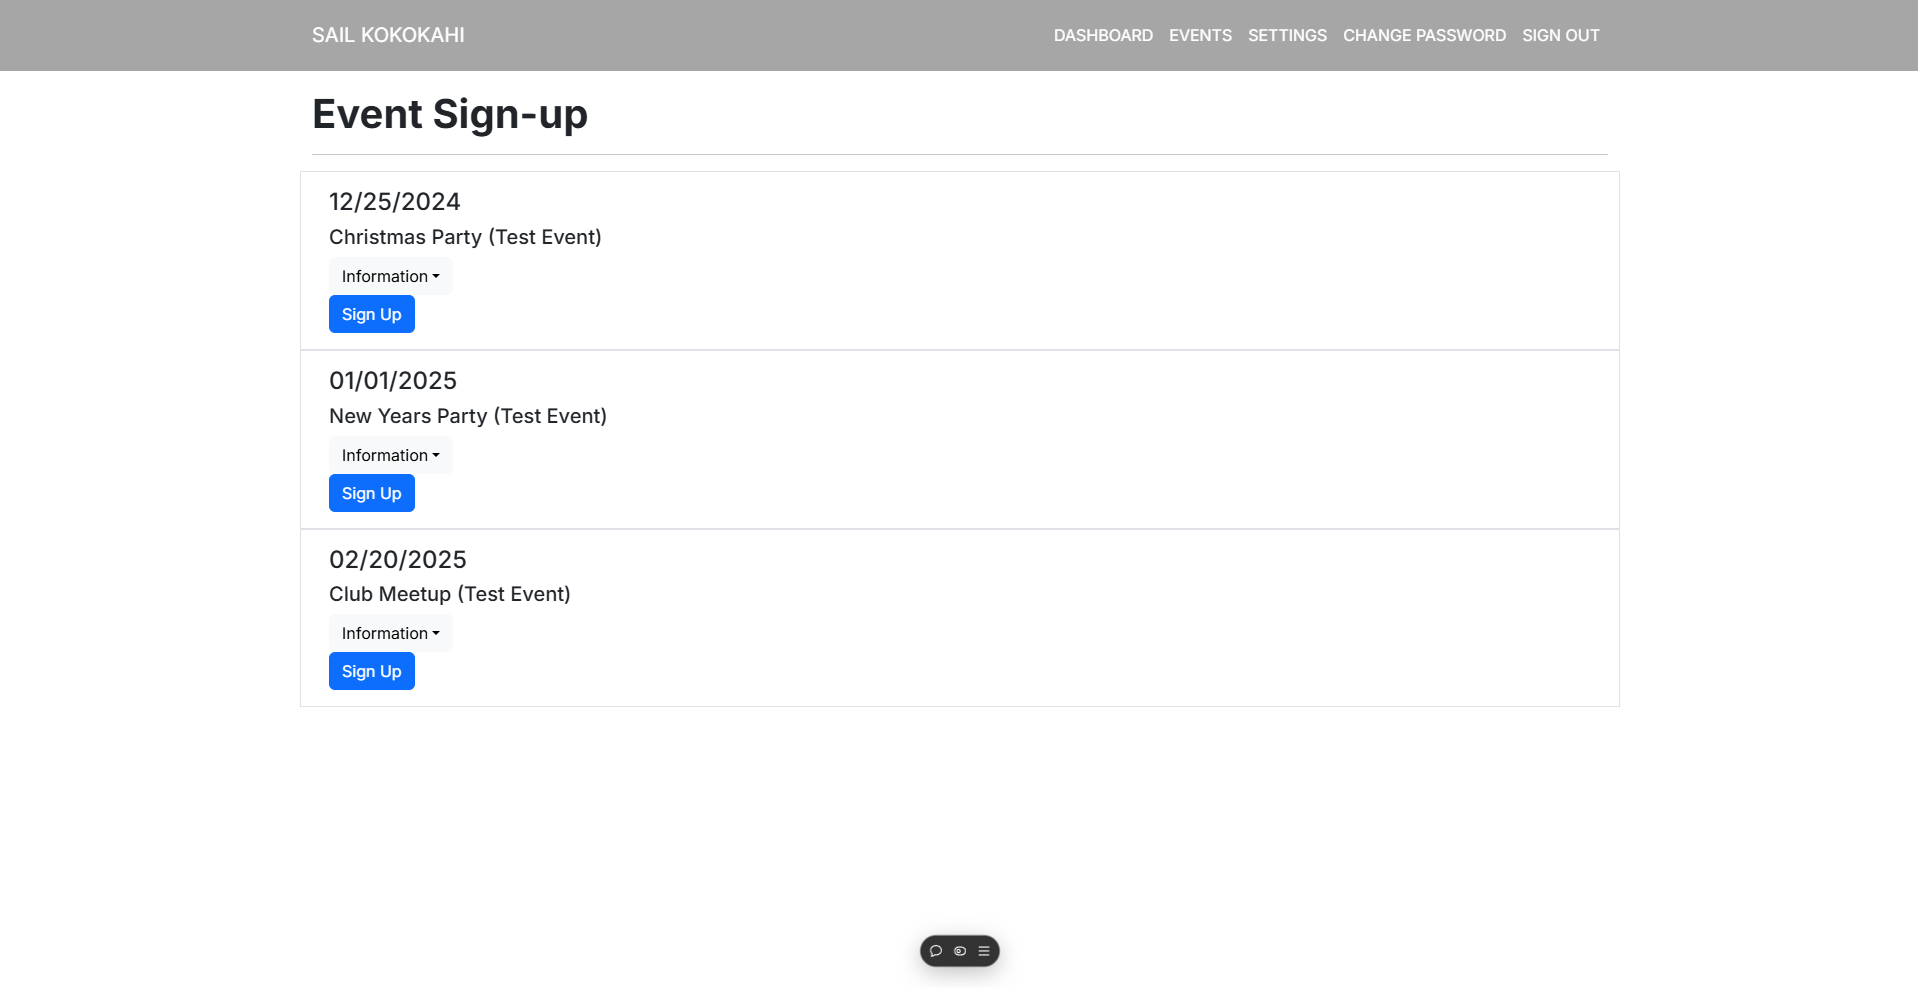 SAIL KOKOKAHI DASHBOARD EVENTS SETTINGS CHANGE PASSWORD SIGN OUT
Event Sign-up
12/25/2024
Christmas Party (Test Event)
Information
Sign Up
01/01/2025
New Years Party (Test Event)
Information
Sign Up
02/20/2025
Club Meetup (Test Event)
Information
Sign Up